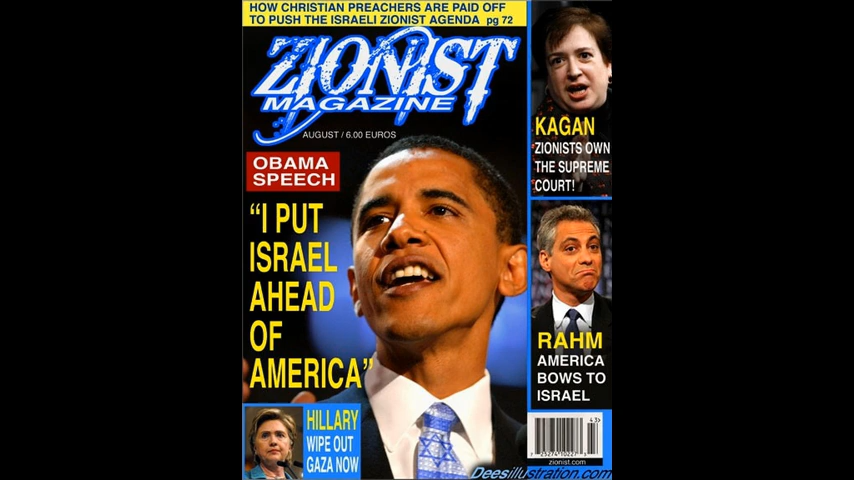 HOW CHRISTIAN PREACHERS ARE PAID OFF
TO PUSH THE ISRAELI ZIONIST AGENDA pg 72
ZIONIST
MAGAZINE
AUGUST / 6.00 EUROS
OBAMA
SPEECH
“I PUT
ISRAEL
AHEAD
OF
AMERICA”
HILLARY
WIPE OUT
GAZA NOW
KAGAN
ZIONISTS OWN
THE SUPREME
COURT!
RAHM
AMERICA
BOWS TO
ISRAEL
zionist.com
Deesillustration.com